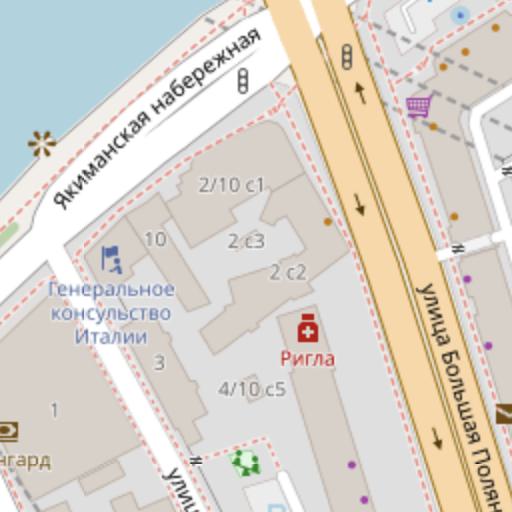 Якиманская набережная
2/10 с1
10
2 с3
2 с2
Генеральное
консульство
Италии
улица Большая Полян
Ригла
3
4/10 с5
1
нгард
улиц